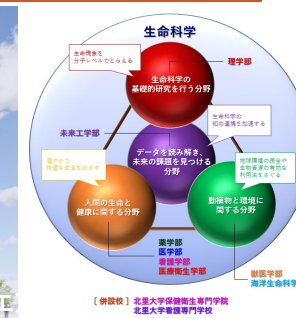 生命科学
生命現象を
分子レベルでとらえる
理学部
生命科学の
基礎的研究を行う分野
生命科学の
知の連携を加速する
未来工学部
データを読み解き、
未来の課題を見つける
分野
健やかで
快適な生活をめざす
地球環境の保全や
生物資源の有効な
利用法をさぐる
人間の生命と
健康に関する分野
動植物と環境に
関する分野
薬学部
医学部
看護学部
医療衛生学部
獣医学部
海洋生命科学部
[ 併設校 ] 北里大学保健衛生専門学院
北里大学看護専門学校